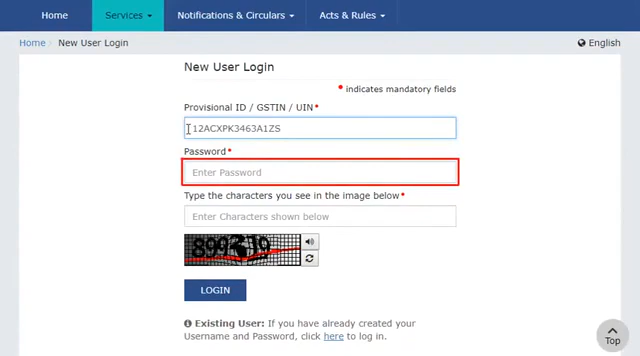 Home Services Notifications & Circulars Acts & Rules
Home › New User Login English
New User Login
• indicates mandatory fields
Provisional ID / GSTIN / UIN•
12ACXPK3463A1ZS
Password•
Enter Password
Type the characters you see in the image below•
Enter Characters shown below
LOGIN
Existing User: If you have already created your
Username and Password, click here to log in.
Top